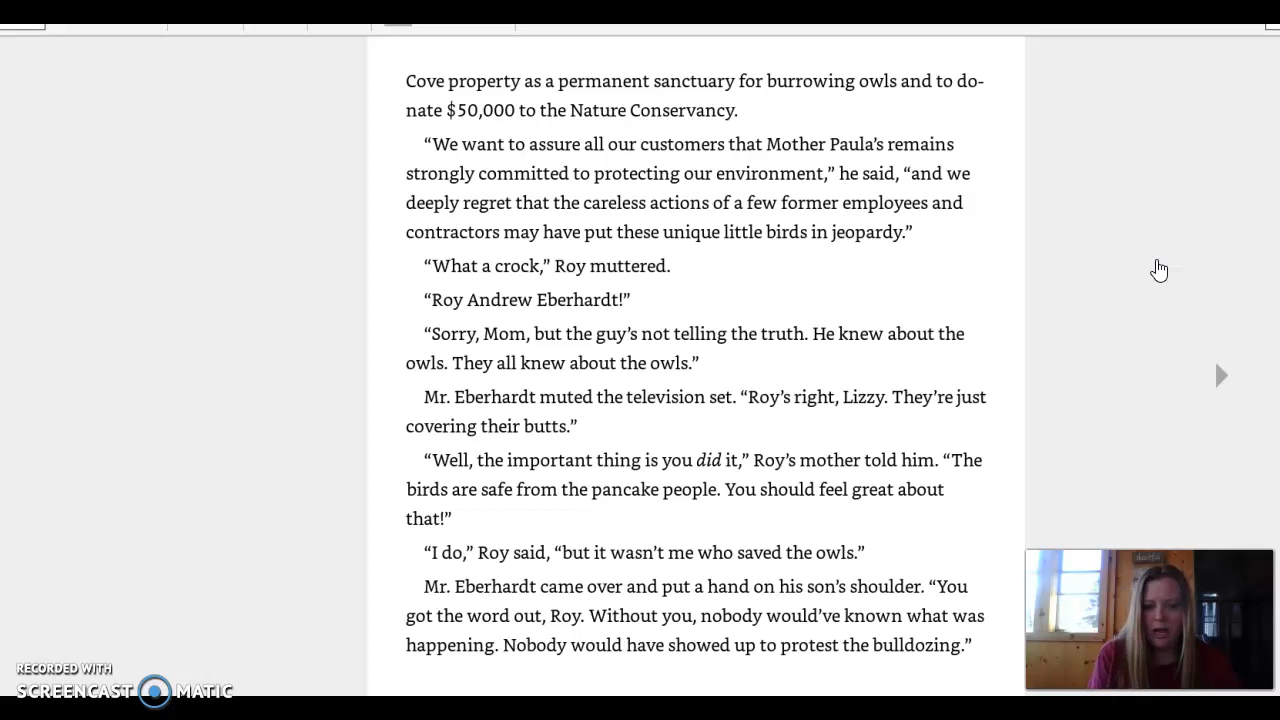 Cove property as a permanent sanctuary for burrowing owls and to do-
nate $50,000 to the Nature Conservancy.
“We want to assure all our customers that Mother Paula’s remains
strongly committed to protecting our environment,” he said, “and we
deeply regret that the careless actions of a few former employees and
contractors may have put these unique little birds in jeopardy.”
“What a crock,” Roy muttered.
“Roy Andrew Eberhardt!”
“Sorry, Mom, but the guy’s not telling the truth. He knew about the
owls. They all knew about the owls.”
Mr. Eberhardt muted the television set. “Roy’s right, Lizzy. They’re just
covering their butts.”
“Well, the important thing is you did it,” Roy’s mother told him. “The
birds are safe from the pancake people. You should feel great about
that!”
“I do,” Roy said, “but it wasn’t me who saved the owls.”
Mr. Eberhardt came over and put a hand on his son’s shoulder. “You
got the word out, Roy. Without you, nobody would’ve known what was
happening. Nobody would have showed up to protest the bulldozing.”
RECORDED WITH
SCREENCAST MATIC